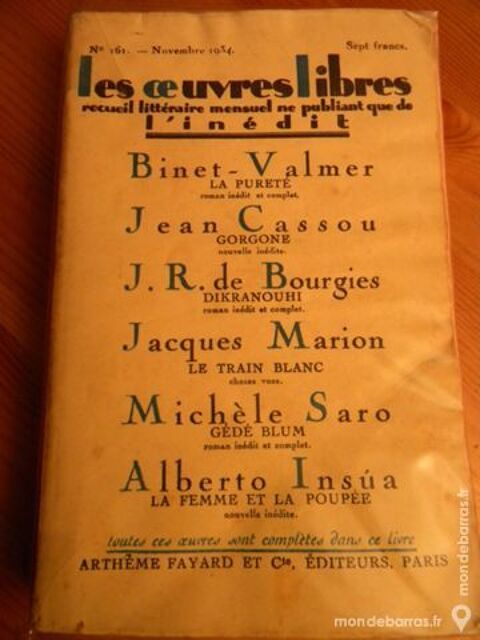 No 161. — Novembre 1934. Sept francs.
les œuvres libres
recueil littéraire mensuel ne publiant que de
l'inédit
Binet-Valmer
LA PURETÉ
roman inédit et complet.
Jean Cassou
GORGONE
nouvelle inédite.
J. R. de Bourgies
DIKRANOUHI
roman inédit et complet.
Jacques Marion
LE TRAIN BLANC
choses vues.
Michèle Saro
GÉDÉ BLUM
roman inédit et complet.
Alberto Insúa
LA FEMME ET LA POUPÉE
nouvelle inédite.
toutes ces œuvres sont complètes dans ce livre
ARTHÈME FAYARD ET Cie, ÉDITEURS, PARIS
mondebarras.fr
mondebarras.fr